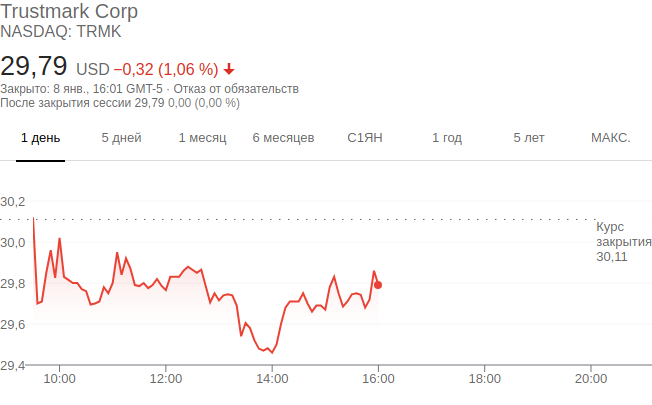 Trustmark Corp
NASDAQ: TRMK
29,79 USD −0,32 (1,06 %)
Закрыто: 8 янв., 16:01 GMT-5 · Отказ от обязательств
После закрытия сессии 29,79 0,00 (0,00 %)
1 день 5 дней 1 месяц 6 месяцев С1ЯН 1 год 5 лет МАКС.
30,2
Курс
закрытия
30,11
30,0
29,8
29,6
29,4
10:00 12:00 14:00 16:00 18:00 20:00